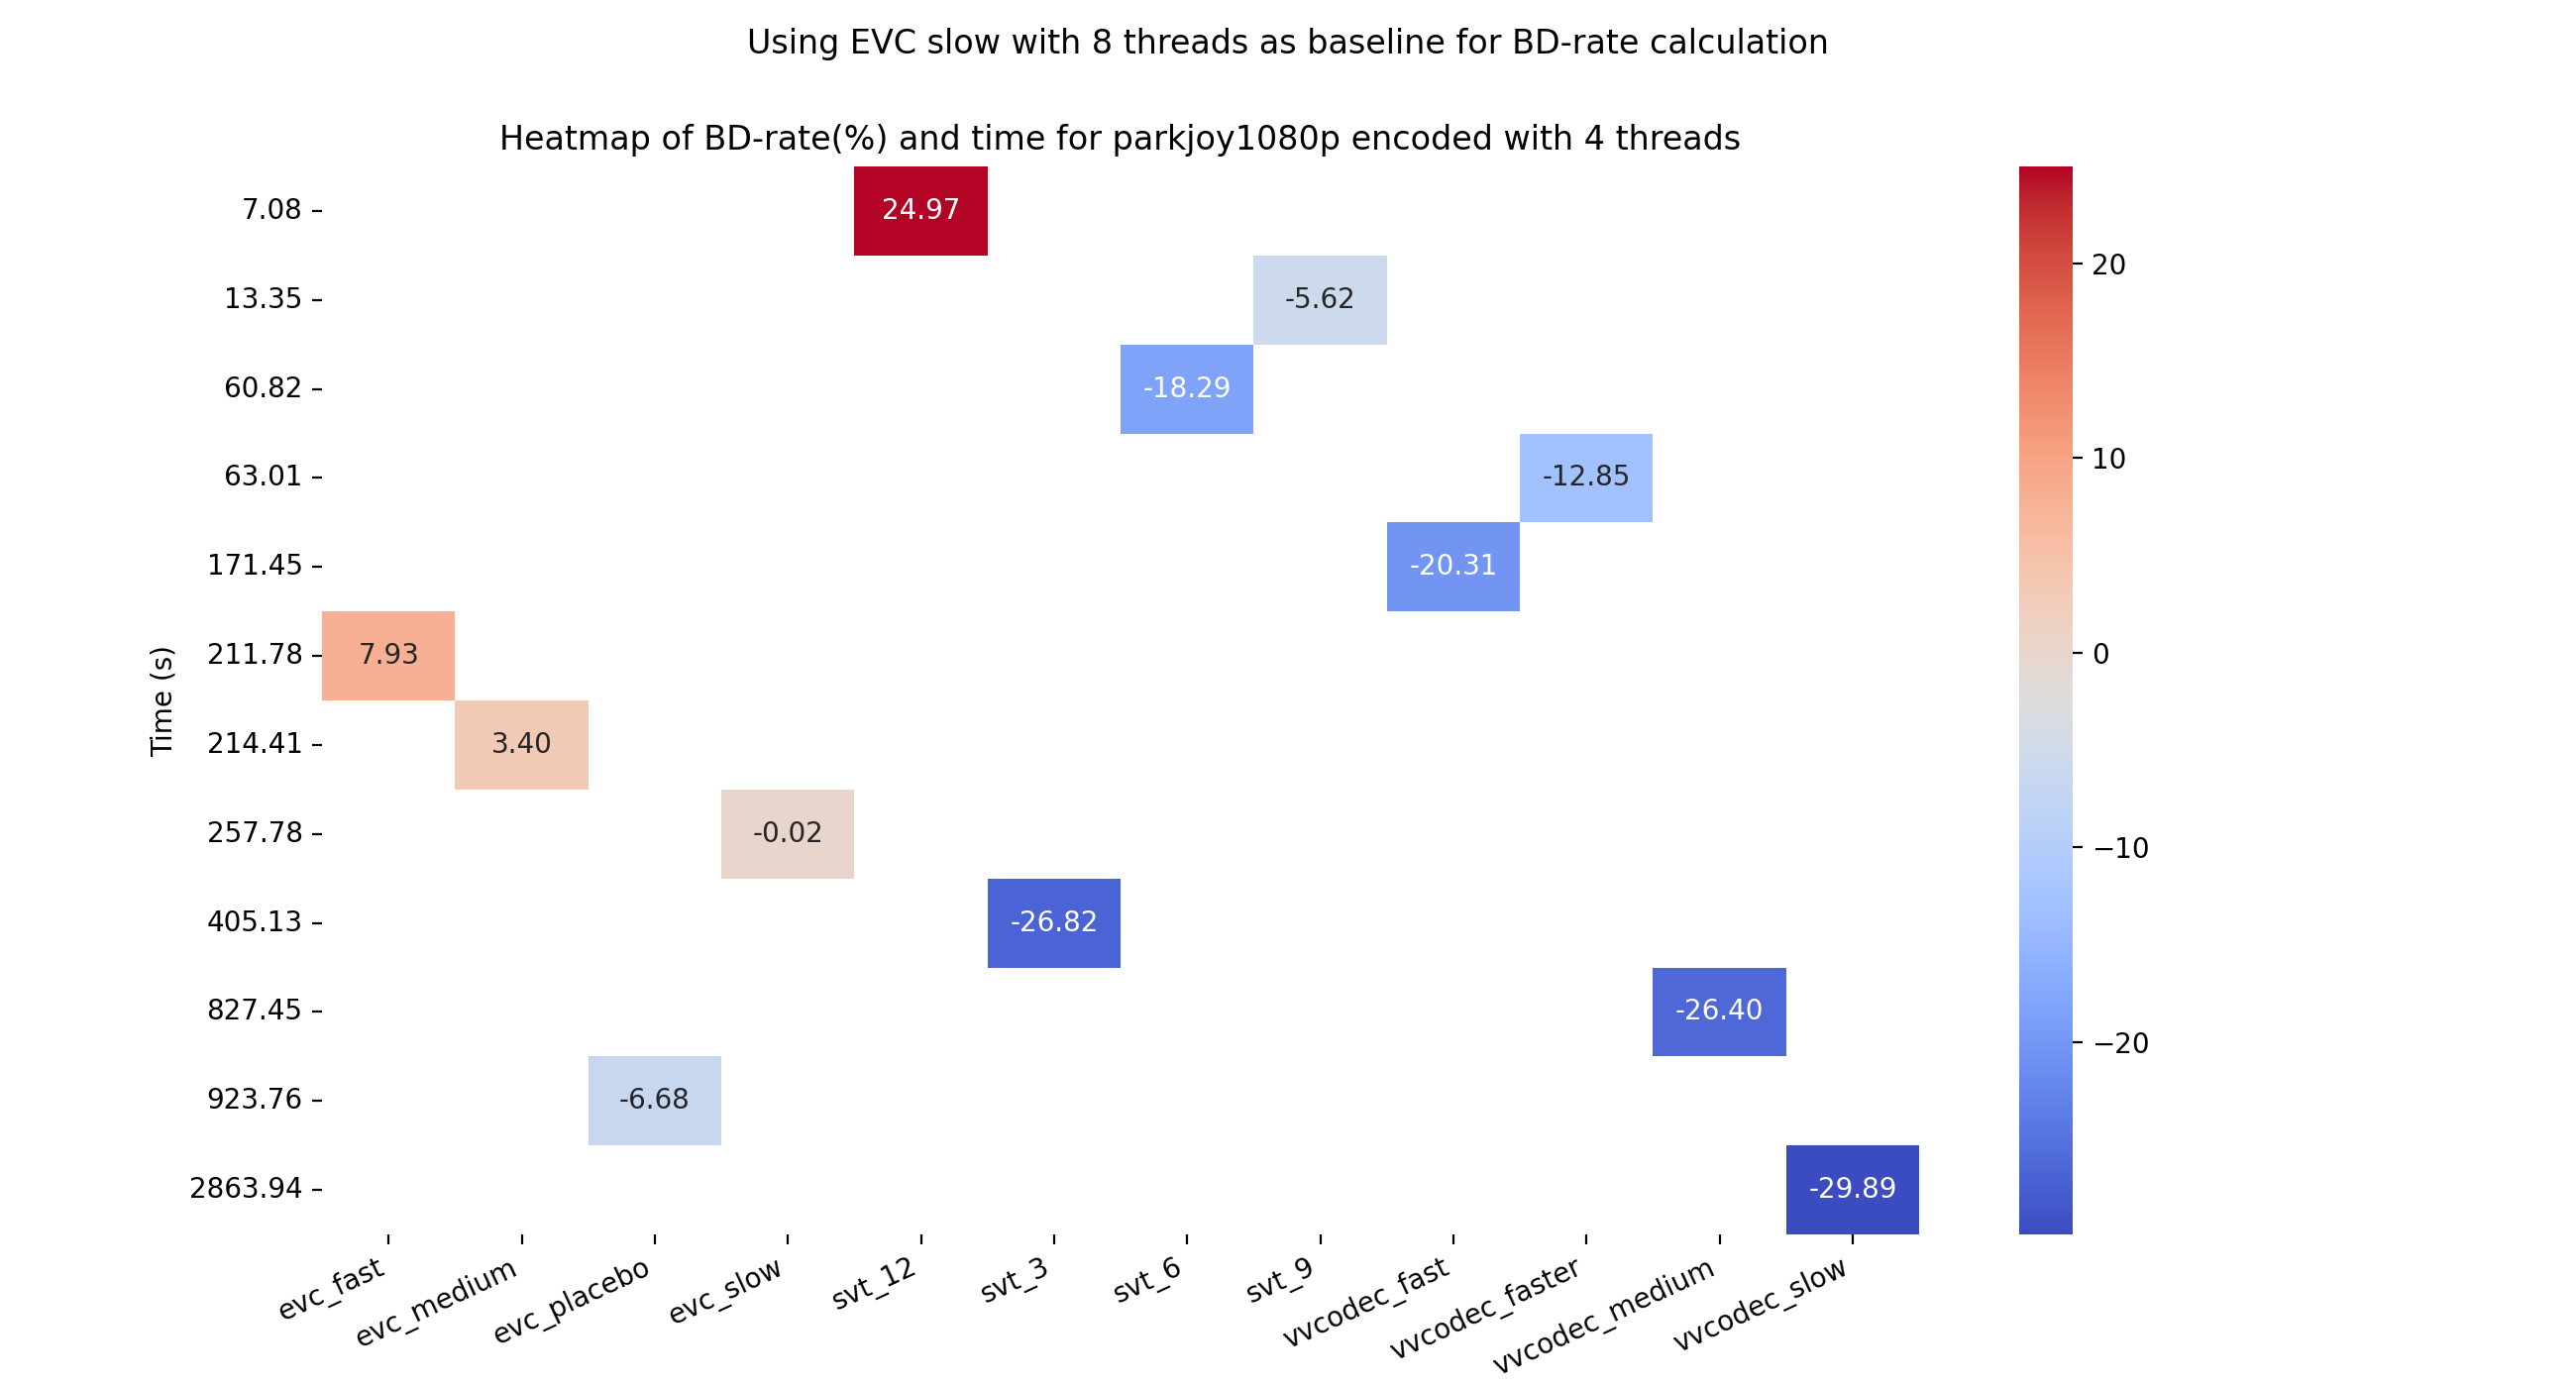 Using EVC slow with 8 threads as baseline for BD-rate calculation
Heatmap of BD-rate(%) and time for parkjoy1080p encoded with 4 threads
Time (s)
7.08
13.35
60.82
63.01
171.45
211.78
214.41
257.78
405.13
827.45
923.76
2863.94
24.97
-5.62
-18.29
-12.85
-20.31
7.93
3.40
-0.02
-26.82
-26.40
-6.68
-29.89
evc_fast
evc_medium
evc_placebo
evc_slow
svt_12
svt_3
svt_6
svt_9
vvcodec_fast
vvcodec_faster
vvcodec_medium
vvcodec_slow
20
10
0
−10
−20